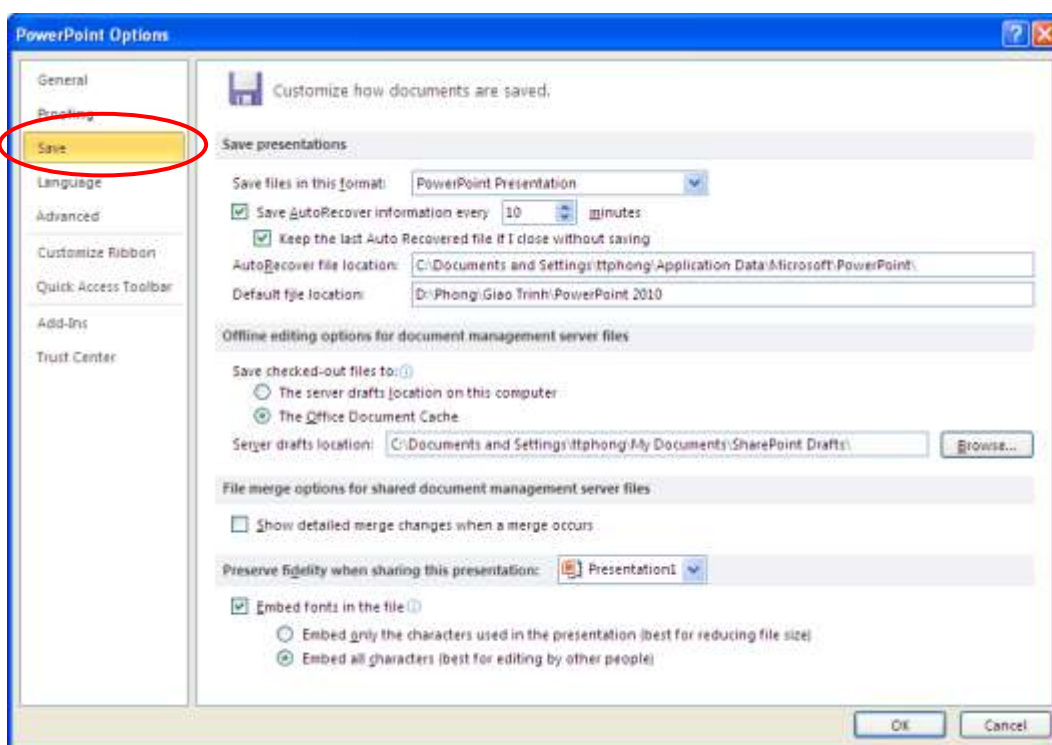 PowerPoint Options
General
Proofing
Save
Language
Advanced
Customize Ribbon
Quick Access Toolbar
Add-Ins
Trust Center
Customize how documents are saved.
Save presentations
Save files in this format: PowerPoint Presentation
Save AutoRecover information every 10 minutes
Keep the last Auto Recovered file if I close without saving
AutoRecover file location: C:\Documents and Settings\ttphong\Application Data\Microsoft\PowerPoint\
Default file location: D:\Phong\Giao Trinh\PowerPoint 2010
Offline editing options for document management server files
Save checked-out files to:
The server drafts location on this computer
The Office Document Cache
Server drafts location: C:\Documents and Settings\ttphong\My Documents\SharePoint Drafts\ Browse...
File merge options for shared document management server files
Show detailed merge changes when a merge occurs
Preserve fidelity when sharing this presentation: Presentation1
Embed fonts in the file
Embed only the characters used in the presentation (best for reducing file size)
Embed all characters (best for editing by other people)
OK Cancel